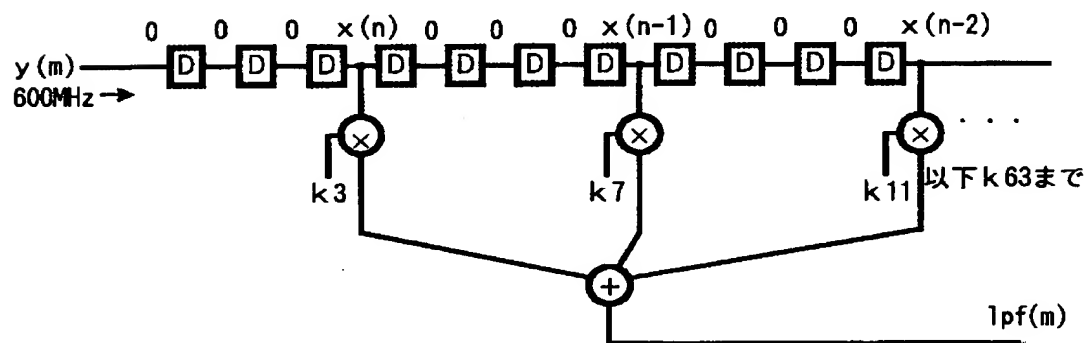 0 0 0 x(n) 0 0 0 x(n-1) 0 0 0 x(n-2)
y(m) D D D D D D D D D D D
600MHz→
× × × ...
k3 k7 k11 以下k63まで
+
lpf(m)